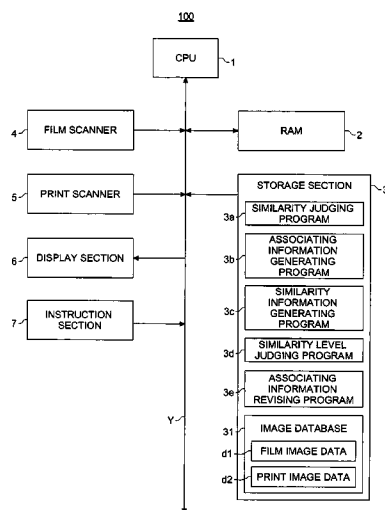 100
CPU
1
4
FILM SCANNER
RAM
2
5
PRINT SCANNER
STORAGE SECTION
3
3a
SIMILARITY JUDGING
PROGRAM
6
DISPLAY SECTION
3b
ASSOCIATING
INFORMATION
GENERATING
PROGRAM
7
INSTRUCTION
SECTION
3c
SIMILARITY
INFORMATION
GENERATING
PROGRAM
3d
SIMILARITY LEVEL
JUDGING PROGRAM
3e
ASSOCIATING
INFORMATION
REVISING PROGRAM
Y
31
IMAGE DATABASE
d1
FILM IMAGE DATA
d2
PRINT IMAGE DATA